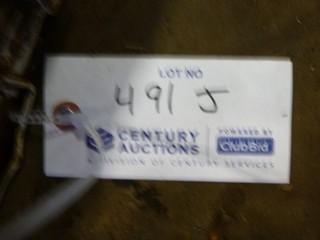 LOT NO
491 J
CENTURY
AUCTIONS
POWERED BY
ClubBid
A DIVISION OF CENTURY SERVICES